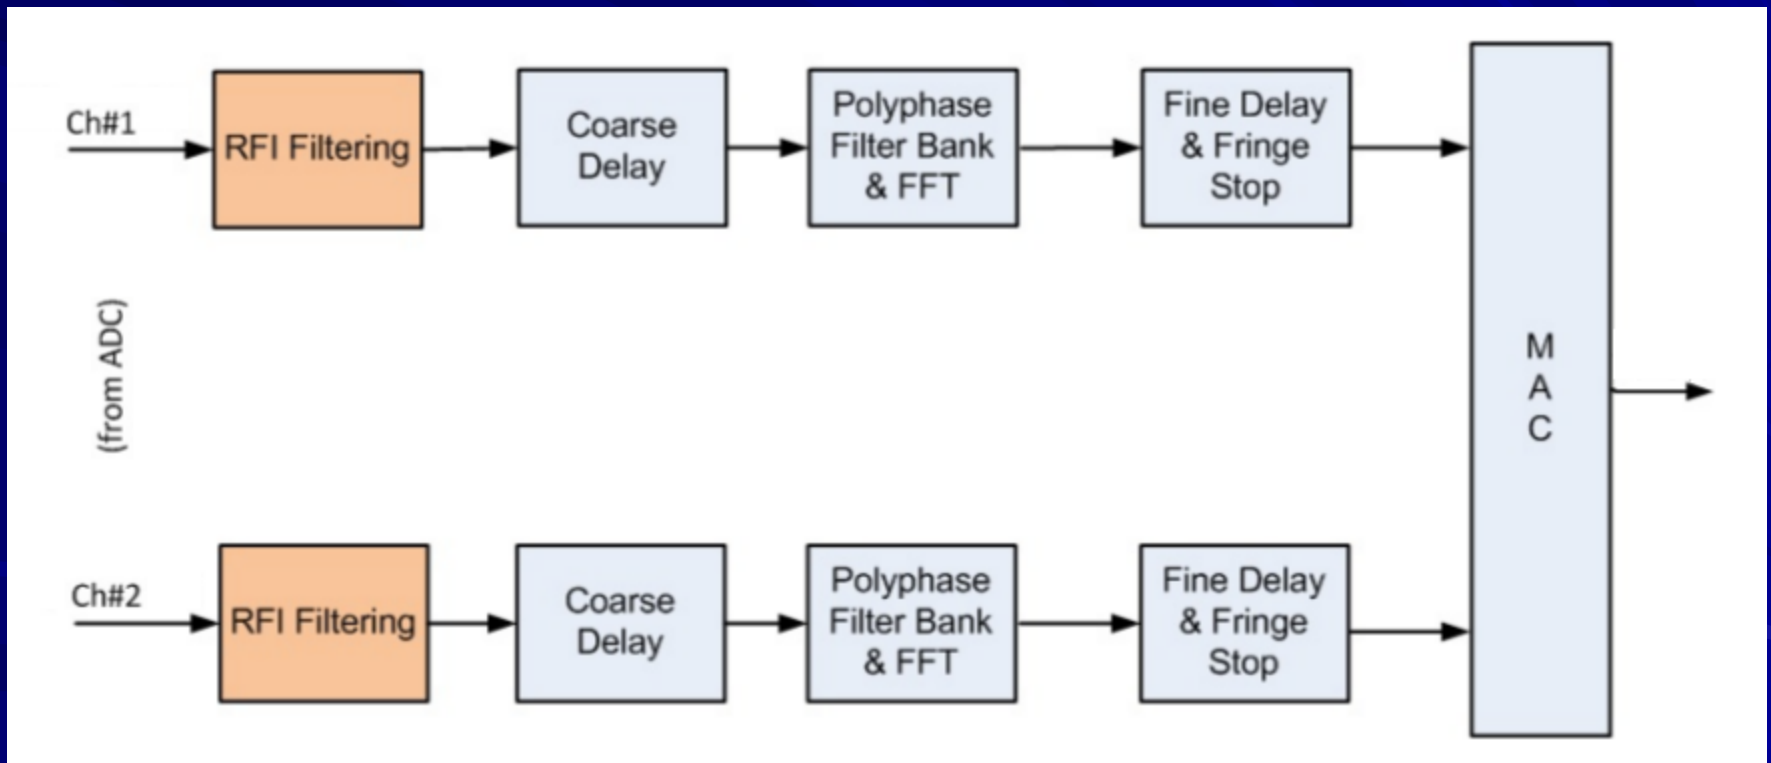 Ch#1
RFI Filtering
Coarse
Delay
Polyphase
Filter Bank
& FFT
Fine Delay
& Fringe
Stop
(from ADC)
M
A
C
Ch#2
RFI Filtering
Coarse
Delay
Polyphase
Filter Bank
& FFT
Fine Delay
& Fringe
Stop